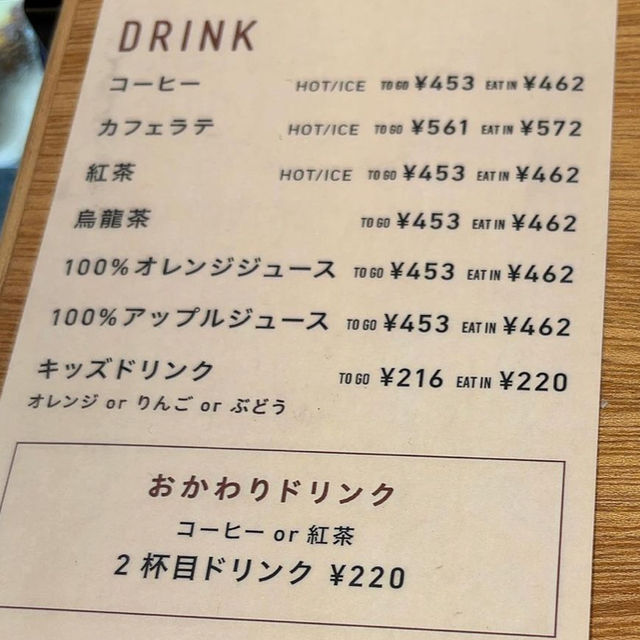 DRINK
コーヒー HOT/ICE TO GO ¥453 EAT IN ¥462
カフェラテ HOT/ICE TO GO ¥561 EAT IN ¥572
紅茶 HOT/ICE TO GO ¥453 EAT IN ¥462
烏龍茶 TO GO ¥453 EAT IN ¥462
100%オレンジジュース TO GO ¥453 EAT IN ¥462
100%アップルジュース TO GO ¥453 EAT IN ¥462
キッズドリンク TO GO ¥216 EAT IN ¥220
オレンジ or りんご or ぶどう
おかわりドリンク
コーヒー or 紅茶
2杯目ドリンク ¥220